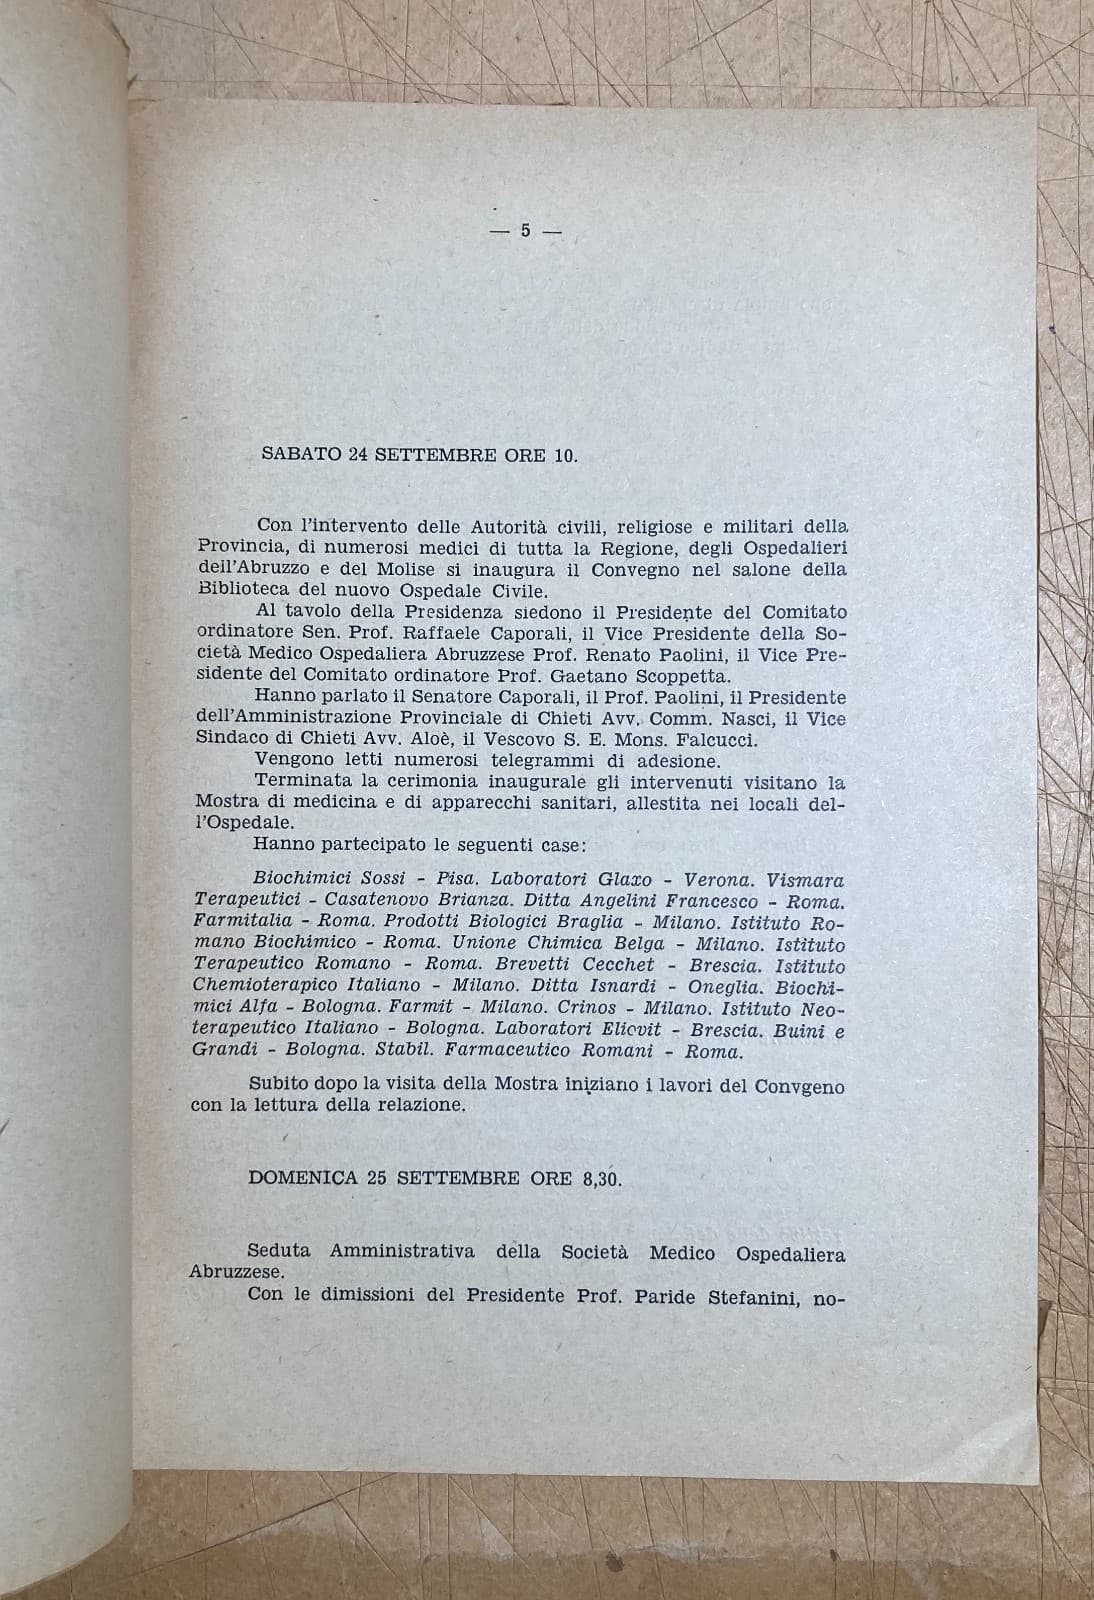 — 5 —
SABATO 24 SETTEMBRE ORE 10.
Con l'intervento delle Autorità civili, religiose e militari della
Provincia, di numerosi medici di tutta la Regione, degli Ospedalieri
dell'Abruzzo e del Molise si inaugura il Convegno nel salone della
Biblioteca del nuovo Ospedale Civile.
Al tavolo della Presidenza siedono il Presidente del Comitato
ordinatore Sen. Prof. Raffaele Caporali, il Vice Presidente della So-
cietà Medico Ospedaliera Abruzzese Prof. Renato Paolini, il Vice Pre-
sidente del Comitato ordinatore Prof. Gaetano Scoppetta.
Hanno parlato il Senatore Caporali, il Prof. Paolini, il Presidente
dell'Amministrazione Provinciale di Chieti Avv. Comm. Nasci, il Vice
Sindaco di Chieti Avv. Aloè, il Vescovo S. E. Mons. Falcucci.
Vengono letti numerosi telegrammi di adesione.
Terminata la cerimonia inaugurale gli intervenuti visitano la
Mostra di medicina e di apparecchi sanitari, allestita nei locali del-
l'Ospedale.
Hanno partecipato le seguenti case:
Biochimici Sossi - Pisa. Laboratori Glaxo - Verona. Vismara
Terapeutici - Casatenovo Brianza. Ditta Angelini Francesco - Roma.
Farmitalia - Roma. Prodotti Biologici Braglia - Milano. Istituto Ro-
mano Biochimico - Roma. Unione Chimica Belga - Milano. Istituto
Terapeutico Romano - Roma. Brevetti Cecchet - Brescia. Istituto
Chemioterapico Italiano - Milano. Ditta Isnardi - Oneglia. Biochi-
mici Alfa - Bologna. Farmit - Milano. Crinos - Milano. Istituto Neo-
terapeutico Italiano - Bologna. Laboratori Eliovit - Brescia. Buini e
Grandi - Bologna. Stabil. Farmaceutico Romani - Roma.
Subito dopo la visita della Mostra iniziano i lavori del Convgeno
con la lettura della relazione.
DOMENICA 25 SETTEMBRE ORE 8,30.
Seduta Amministrativa della Società Medico Ospedaliera
Abruzzese.
Con le dimissioni del Presidente Prof. Paride Stefanini, no-